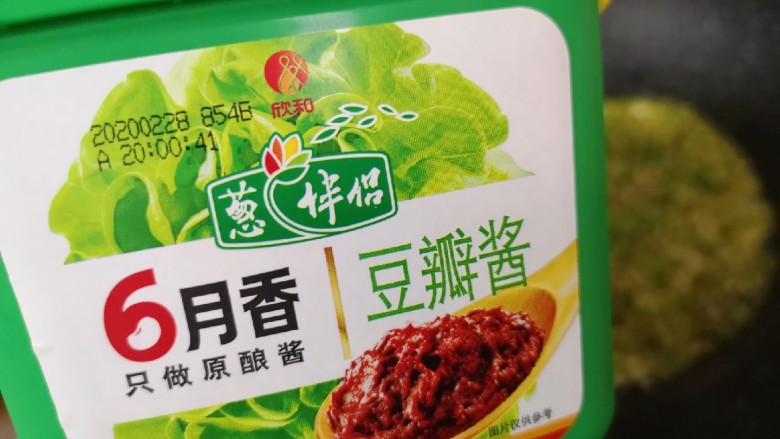 欣和
20200228 854B
A 20:00:41
葱伴侣
6月香
豆瓣酱
只做原酿酱
图片仅供参考